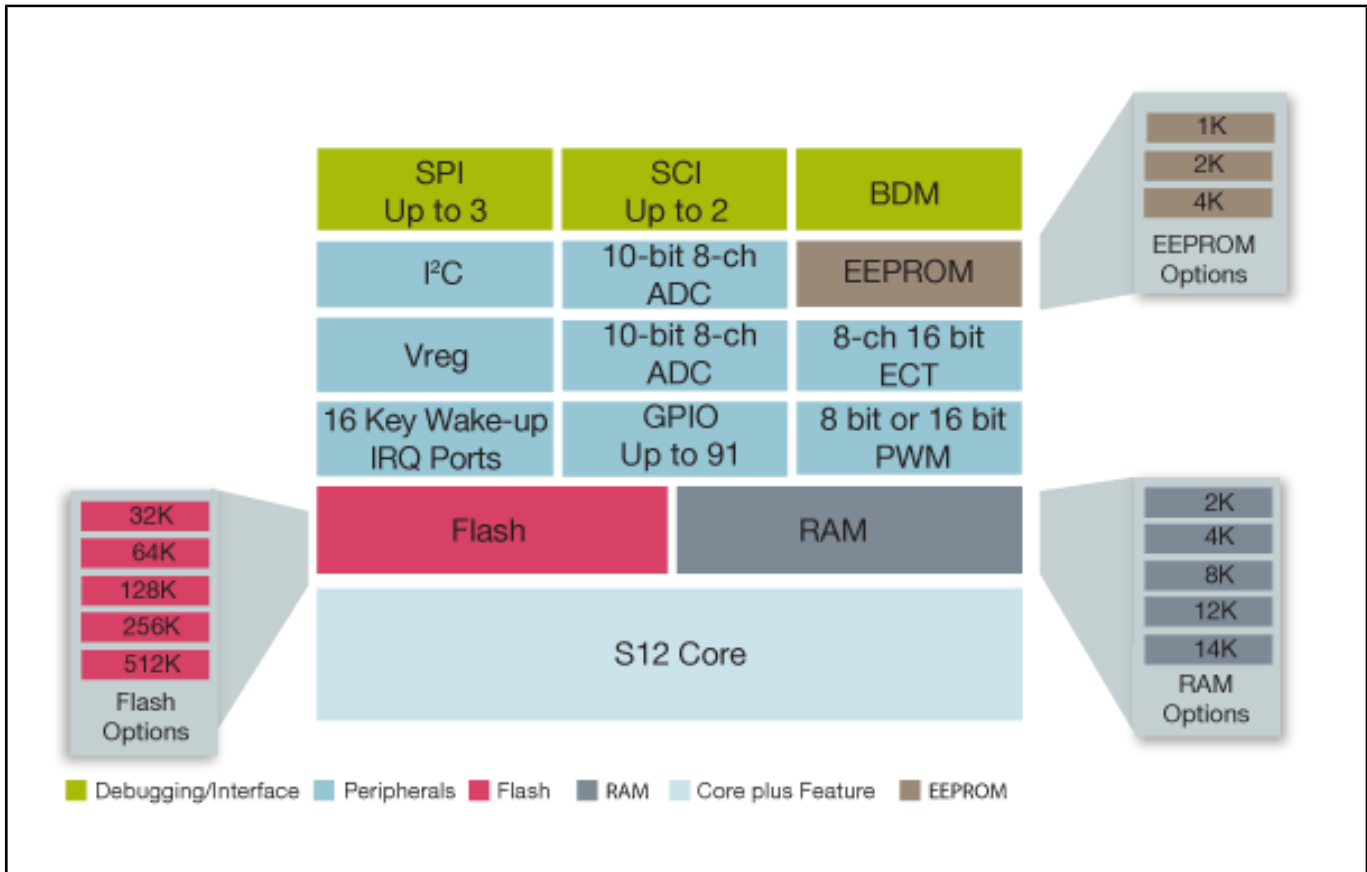 SPI
Up to 3
SCI
Up to 2
BDM
I²C
10-bit 8-ch
ADC
EEPROM
Vreg
10-bit 8-ch
ADC
8-ch 16 bit
ECT
16 Key Wake-up
IRQ Ports
GPIO
Up to 91
8 bit or 16 bit
PWM
Flash
RAM
S12 Core
1K
2K
4K
EEPROM
Options
32K
64K
128K
256K
512K
Flash
Options
2K
4K
8K
12K
14K
RAM
Options
Debugging/Interface
Peripherals
Flash
RAM
Core plus Feature
EEPROM